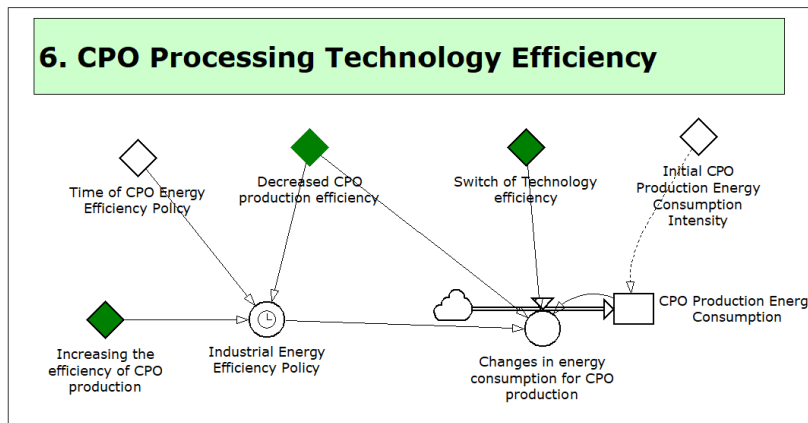 6. CPO Processing Technology Efficiency
Time of CPO Energy
Efficiency Policy
Decreased CPO
production efficiency
Switch of Technology
efficiency
Initial CPO
Production Energy
Consumption
Intensity
Increasing the
efficiency of CPO
production
Industrial Energy
Efficiency Policy
Changes in energy
consumption for CPO
production
CPO Production Energy
Consumption